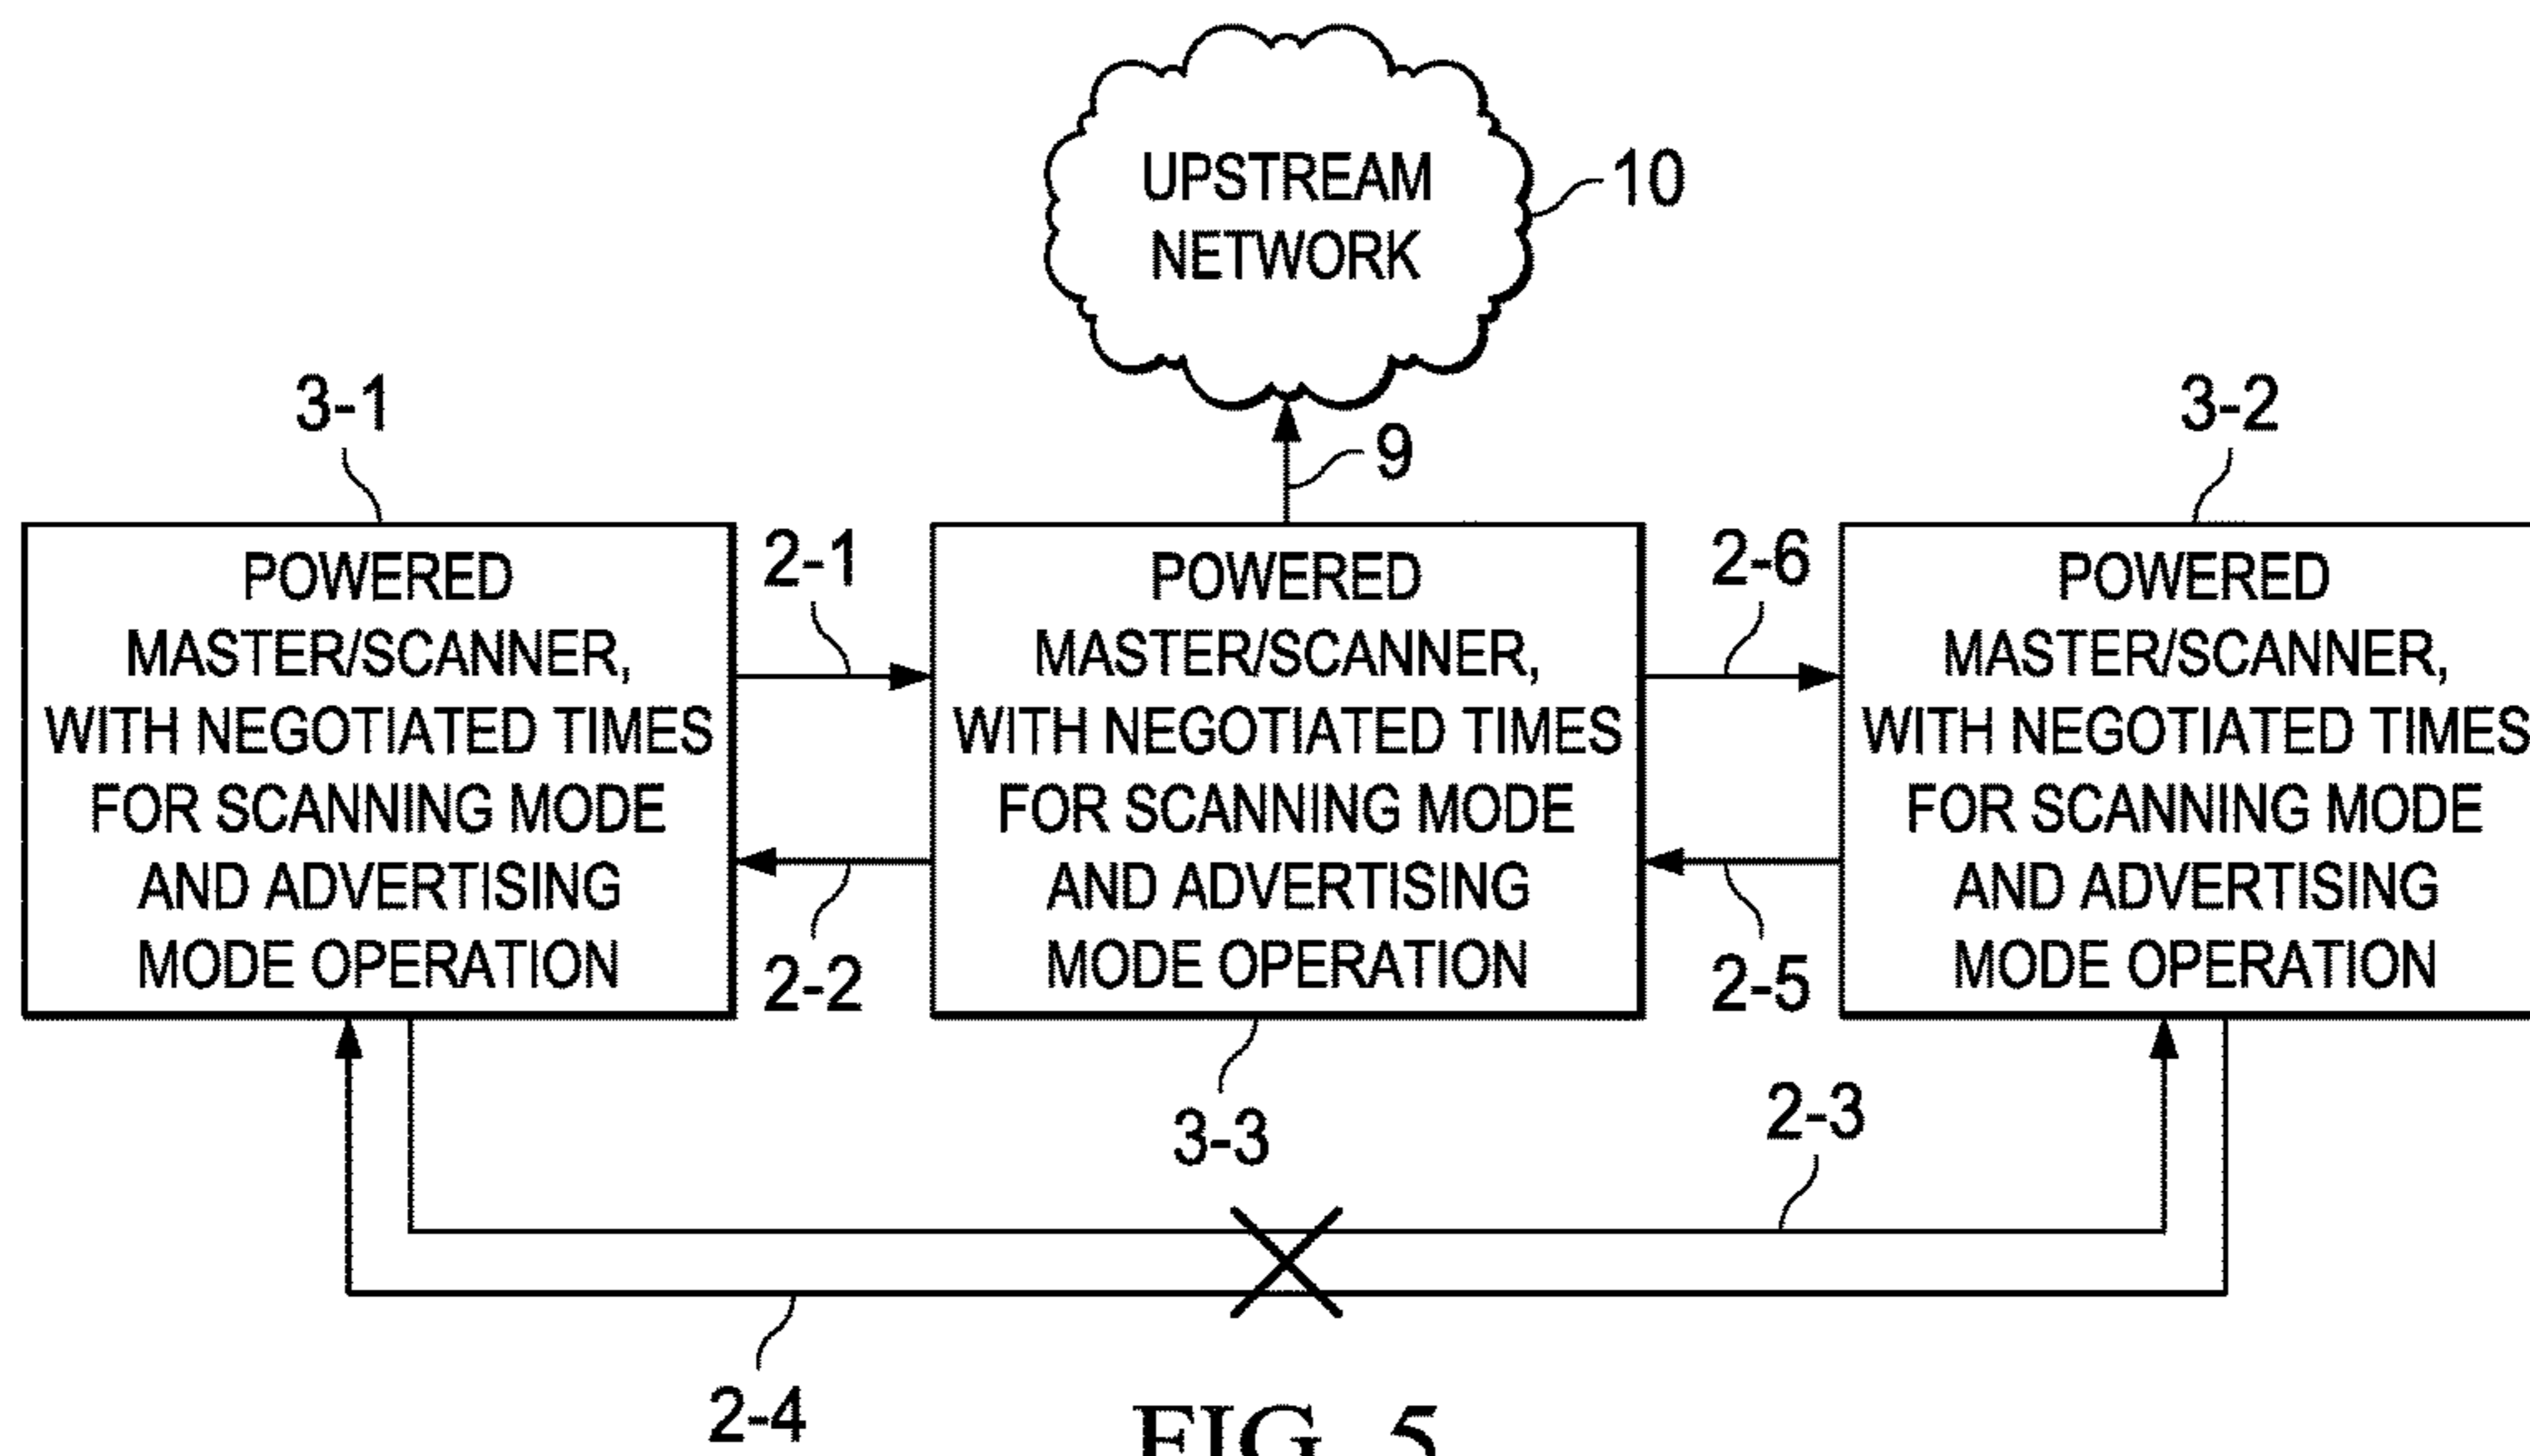 UPSTREAM
NETWORK
10
9
3-1
3-2
POWERED
MASTER/SCANNER,
WITH NEGOTIATED TIMES
FOR SCANNING MODE
AND ADVERTISING
MODE OPERATION
2-1
2-2
POWERED
MASTER/SCANNER,
WITH NEGOTIATED TIMES
FOR SCANNING MODE
AND ADVERTISING
MODE OPERATION
2-6
2-5
POWERED
MASTER/SCANNER,
WITH NEGOTIATED TIMES
FOR SCANNING MODE
AND ADVERTISING
MODE OPERATION
3-3
2-3
2-4
FIG. 5